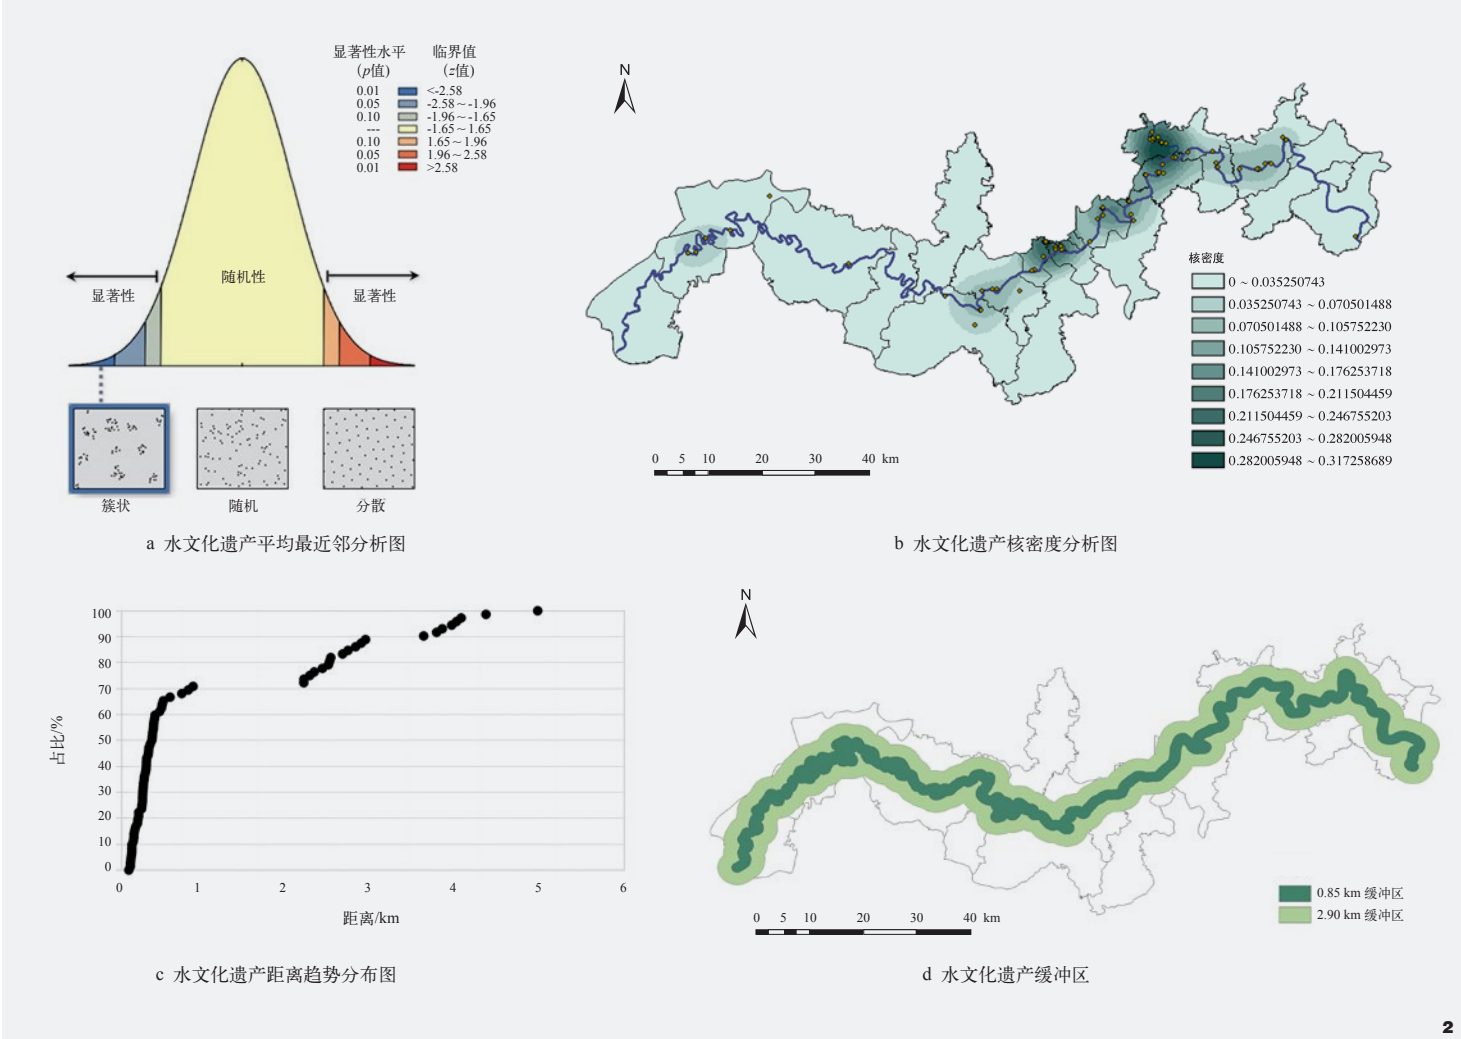 显著性水平 临界值
(p值) (z值)
0.01 <-2.58
0.05 -2.58～-1.96
0.10 -1.96～-1.65
--- -1.65～1.65
0.10 1.65～1.96
0.05 1.96～2.58
0.01 >2.58
随机性
显著性 显著性
簇状 随机 分散
a 水文化遗产平均最近邻分析图
N
核密度
0 ~ 0.035250743
0.035250743 ~ 0.070501488
0.070501488 ~ 0.105752230
0.105752230 ~ 0.141002973
0.141002973 ~ 0.176253718
0.176253718 ~ 0.211504459
0.211504459 ~ 0.246755203
0.246755203 ~ 0.282005948
0.282005948 ~ 0.317258689
0 5 10 20 30 40 km
b 水文化遗产核密度分析图
占比/%
100
90
80
70
60
50
40
30
20
10
0
0 1 2 3 4 5 6
距离/km
c 水文化遗产距离趋势分布图
N
0.85 km 缓冲区
2.90 km 缓冲区
0 5 10 20 30 40 km
d 水文化遗产缓冲区
2